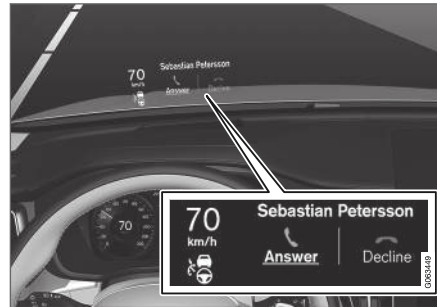 70
km/h
Sebastian Petersson
Answer
Decline
70
70
km/h
Sebastian Petersson
Answer
Decline
G063449